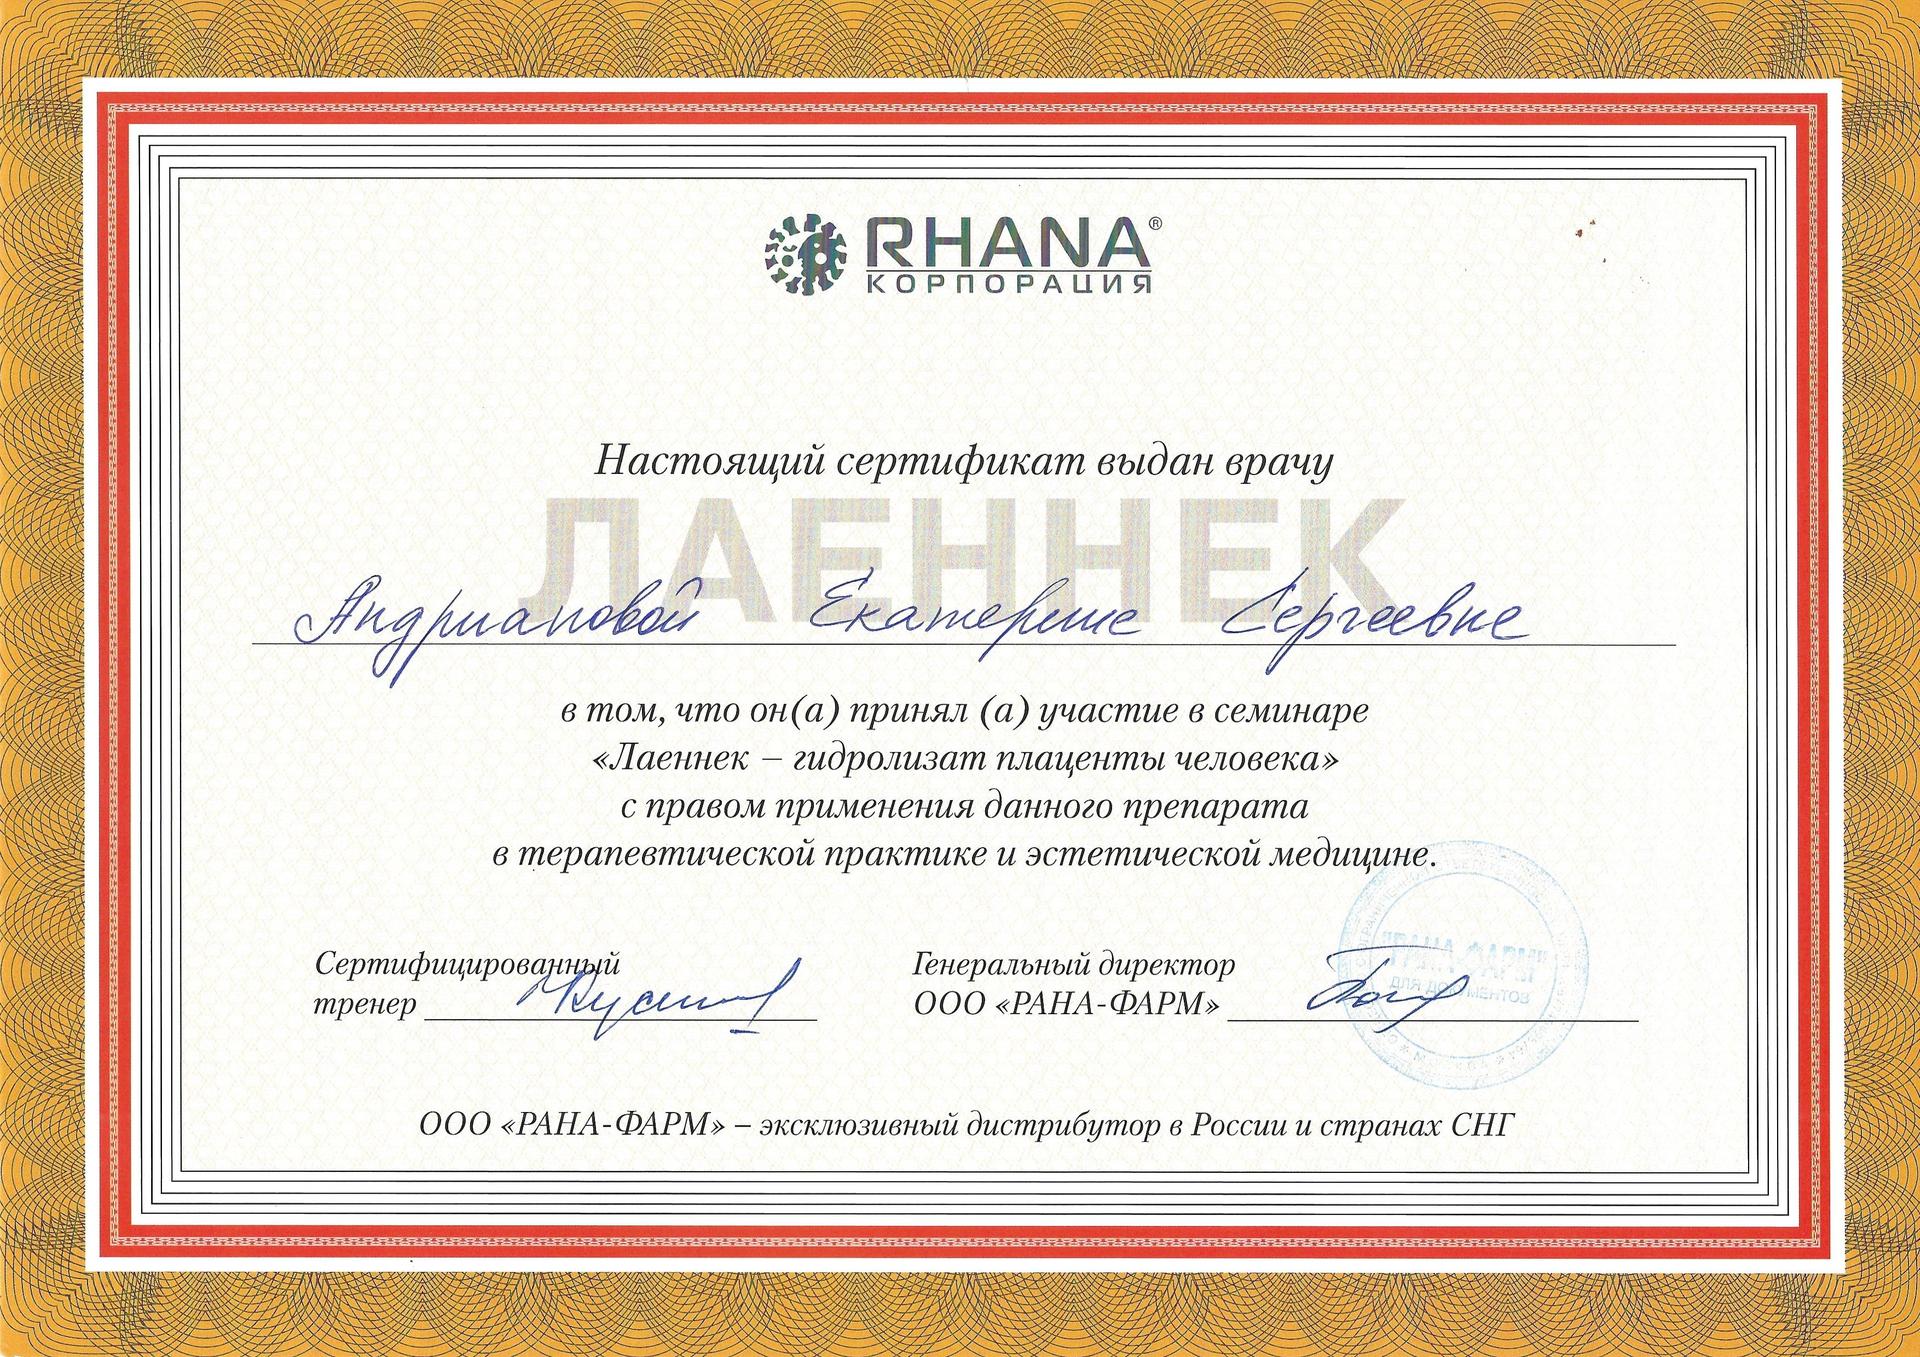 RHANA®
КОРПОРАЦИЯ
Настоящий сертификат выдан врачу
ЛАЕННЕК
Андриановой Екатерине Сергеевне
в том, что он(а) принял (а) участие в семинаре
«Лаеннек – гидролизат плаценты человека»
с правом применения данного препарата
в терапевтической практике и эстетической медицине.
Сертифицированный
тренер
Генеральный директор
ООО «РАНА-ФАРМ»
"РАНА-ФАРМ"
ДЛЯ ДОКУМЕНТОВ
ООО «РАНА-ФАРМ» – эксклюзивный дистрибутор в России и странах СНГ